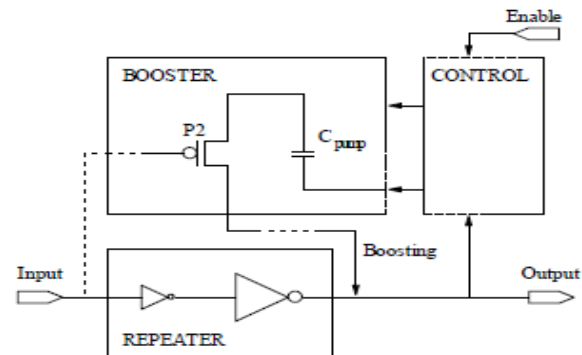 Enable
BOOSTER
CONTROL
P2
C pump
Boosting
Input
Output
REPEATER